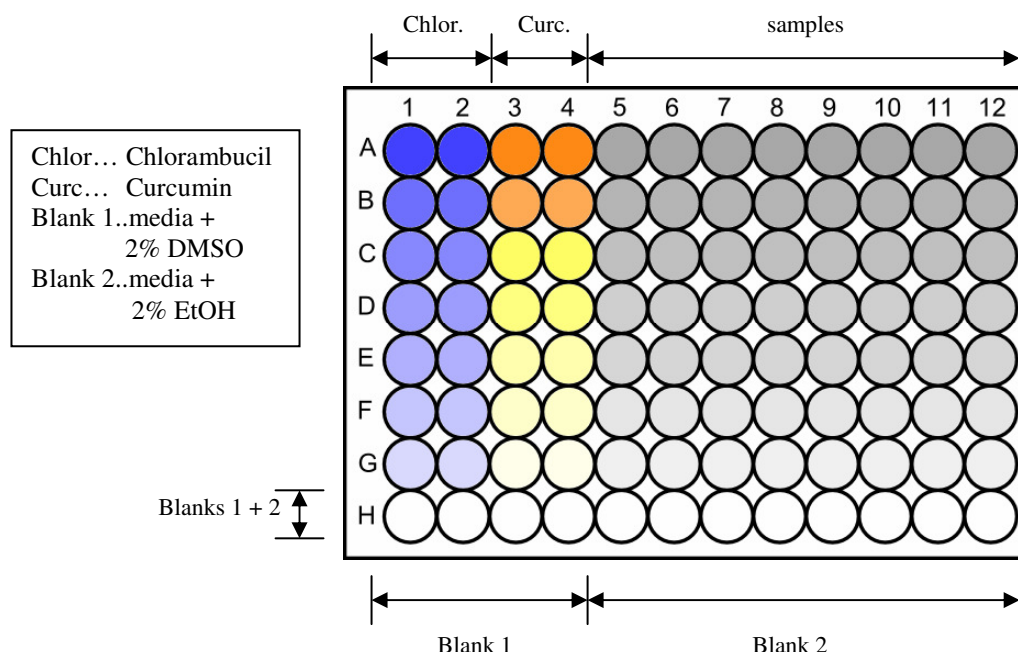 Chlor. Curc. samples
1 2 3 4 5 6 7 8 9 10 11 12
Chlor… Chlorambucil
Curc… Curcumin
Blank 1..media +
2% DMSO
Blank 2..media +
2% EtOH
A
B
C
D
E
F
G
Blanks 1 + 2 H
Blank 1 Blank 2